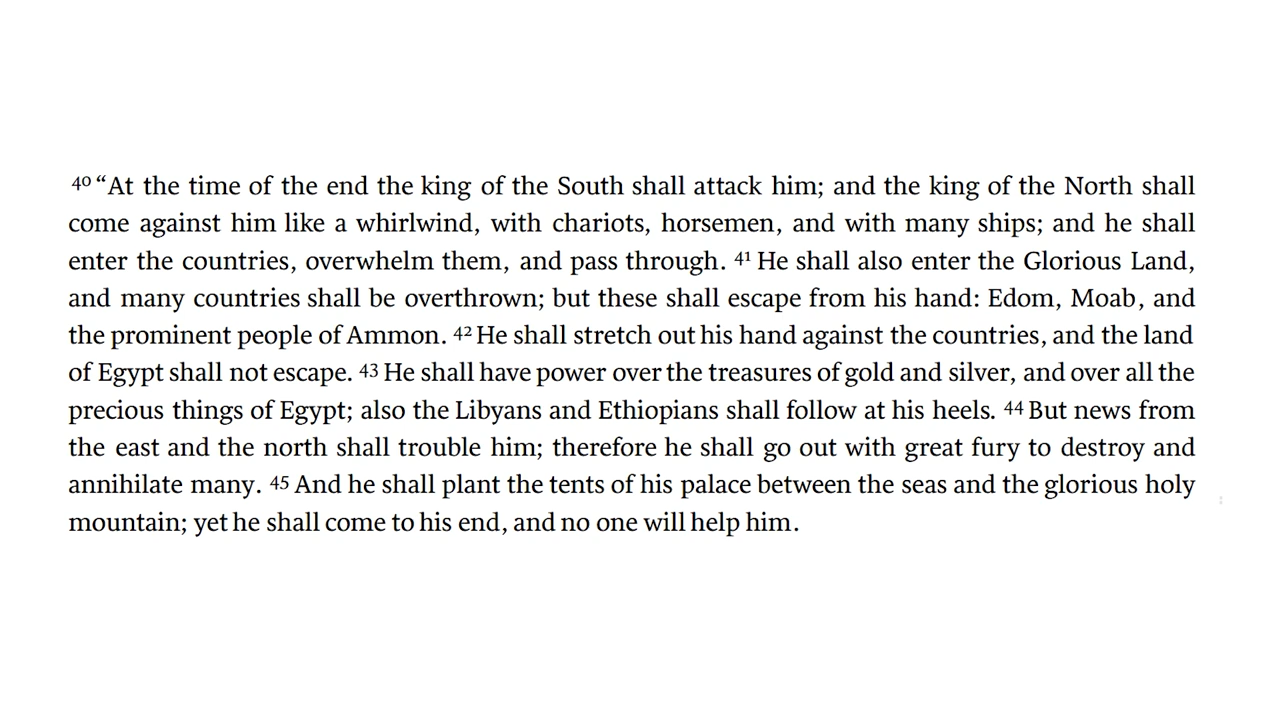 40 “At the time of the end the king of the South shall attack him; and the king of the North shall
come against him like a whirlwind, with chariots, horsemen, and with many ships; and he shall
enter the countries, overwhelm them, and pass through. 41 He shall also enter the Glorious Land,
and many countries shall be overthrown; but these shall escape from his hand: Edom, Moab, and
the prominent people of Ammon. 42 He shall stretch out his hand against the countries, and the land
of Egypt shall not escape. 43 He shall have power over the treasures of gold and silver, and over all the
precious things of Egypt; also the Libyans and Ethiopians shall follow at his heels. 44 But news from
the east and the north shall trouble him; therefore he shall go out with great fury to destroy and
annihilate many. 45 And he shall plant the tents of his palace between the seas and the glorious holy
mountain; yet he shall come to his end, and no one will help him.